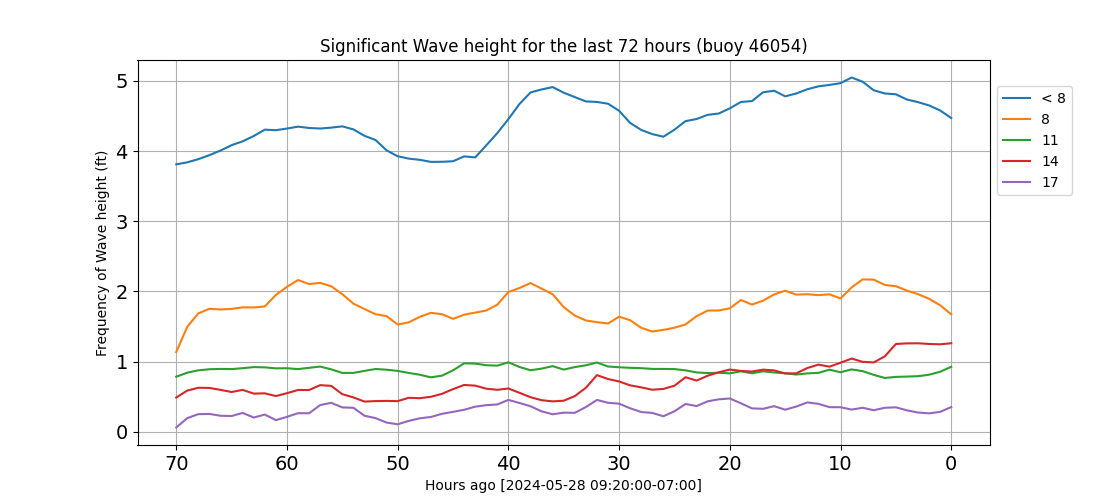 Significant Wave height for the last 72 hours (buoy 46054)
Frequency of Wave height (ft)
5
4
3
2
1
0
70 60 50 40 30 20 10 0
Hours ago [2024-05-28 09:20:00-07:00]
< 8
8
11
14
17